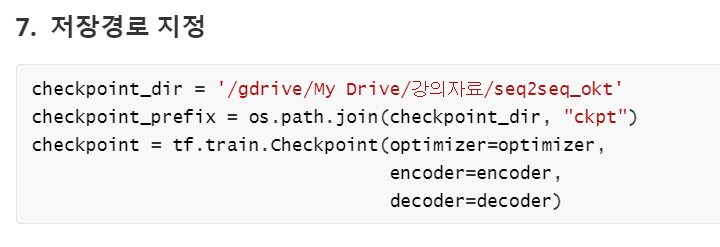 7. 저장경로 지정
checkpoint_dir = '/gdrive/My Drive/강의자료/seq2seq_okt'
checkpoint_prefix = os.path.join(checkpoint_dir, "ckpt")
checkpoint = tf.train.Checkpoint(optimizer=optimizer,
                                 encoder=encoder,
                                 decoder=decoder)